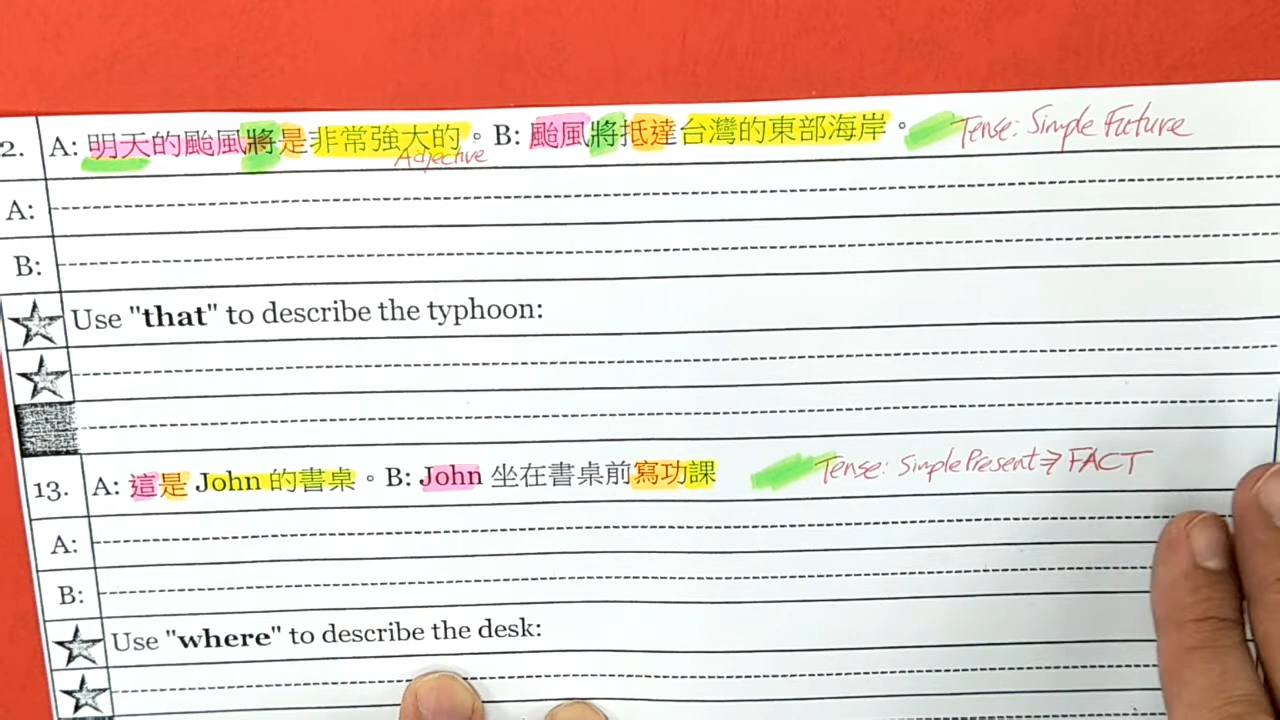 2. A: 明天的颱風將是非常強大的。B: 颱風將抵達台灣的東部海岸。 Tense: Simple Future
Adjective
A:
B:
Use "that" to describe the typhoon:
13. A: 這是 John 的書桌。B: John 坐在書桌前寫功課 Tense: Simple Present → FACT
A:
B:
Use "where" to describe the desk: